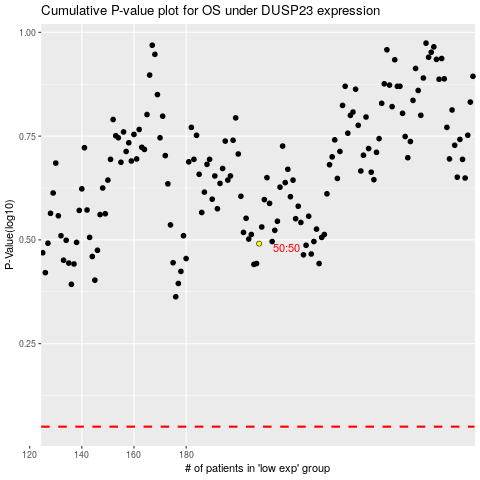 Cumulative P-value plot for OS under DUSP23 expression
P-Value(log10)
1.00
0.75
0.50
0.25
50:50
120 140 160 180
# of patients in 'low exp' group